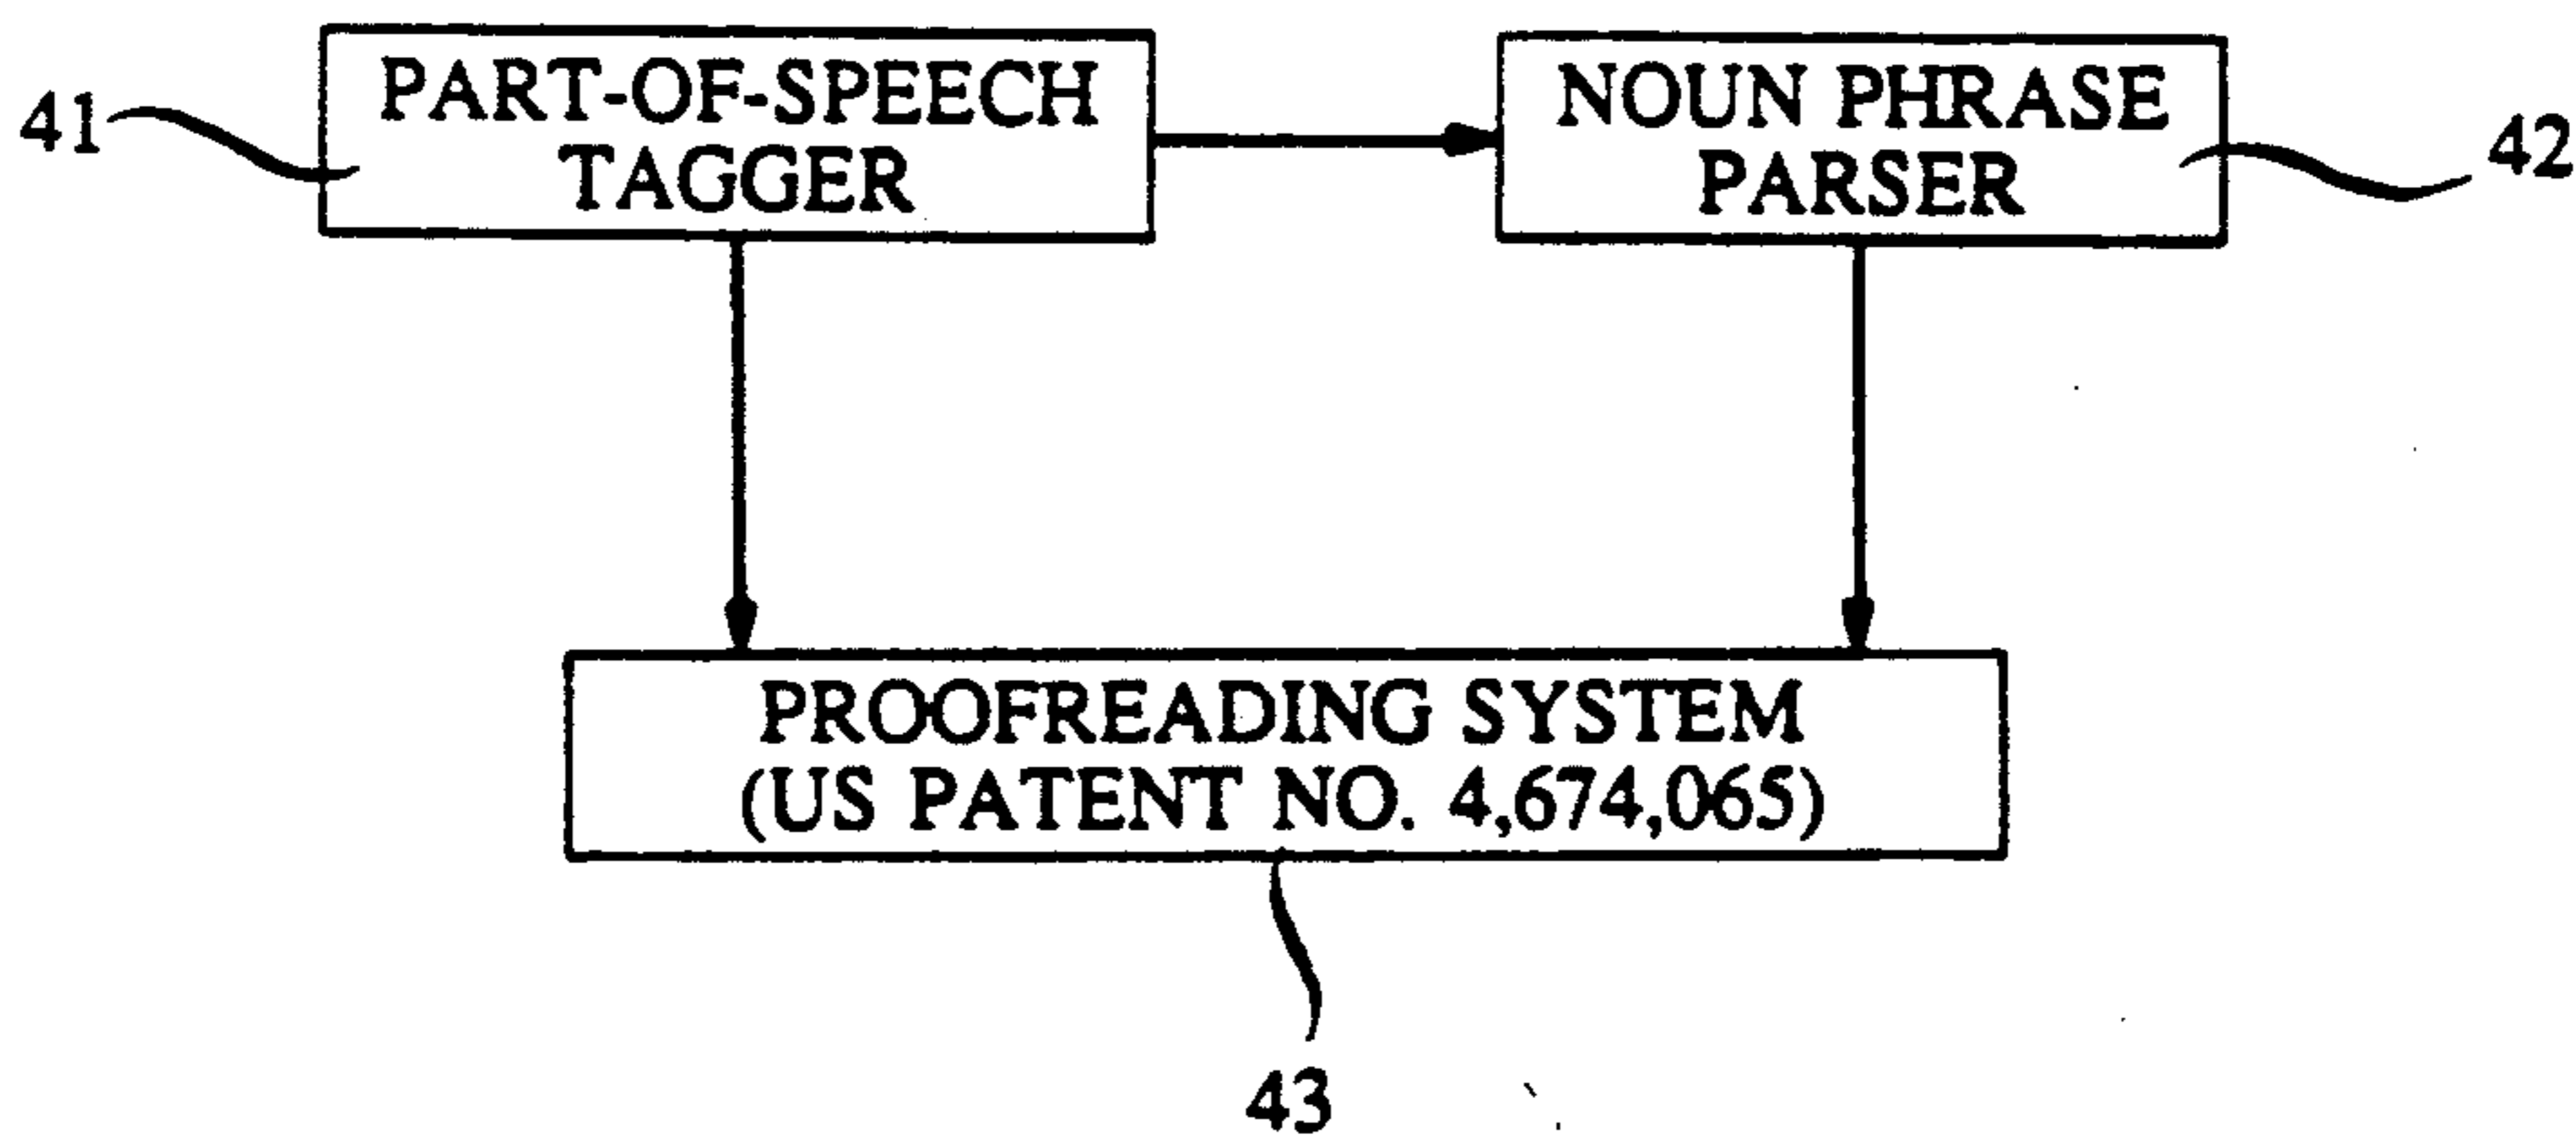 41
PART-OF-SPEECH
TAGGER
NOUN PHRASE
PARSER
42
PROOFREADING SYSTEM
(US PATENT NO. 4,674,065)
43